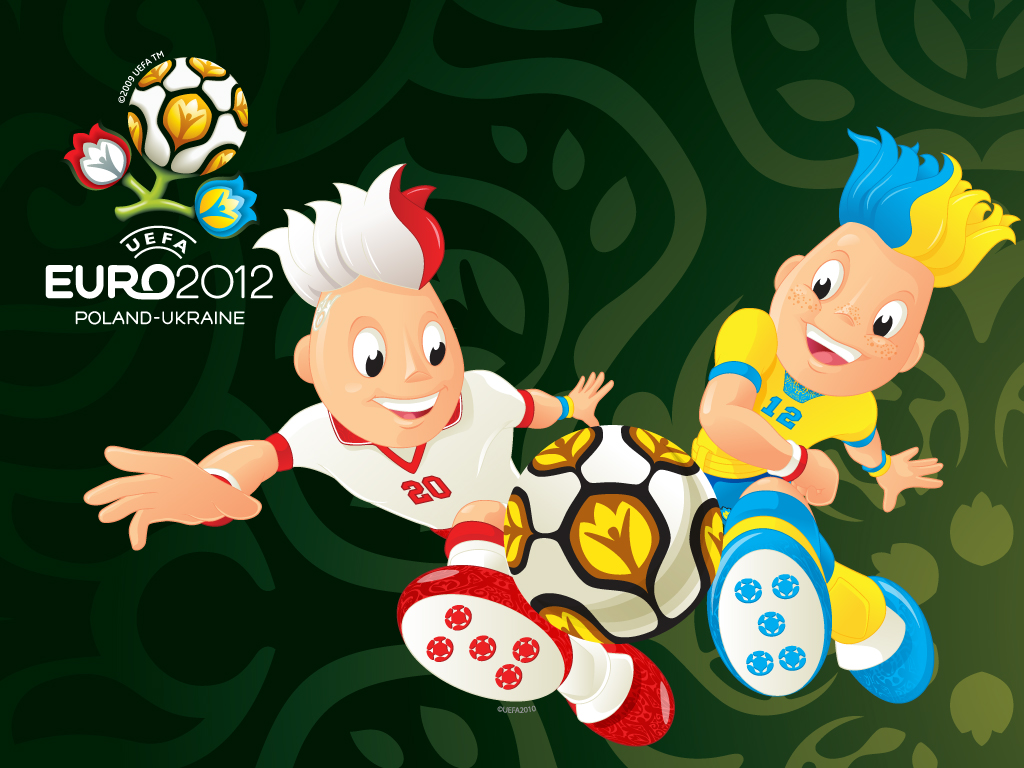 ©2009 UEFA TM
UEFA
EURO2012
POLAND-UKRAINE
20
12
©UEFA2010